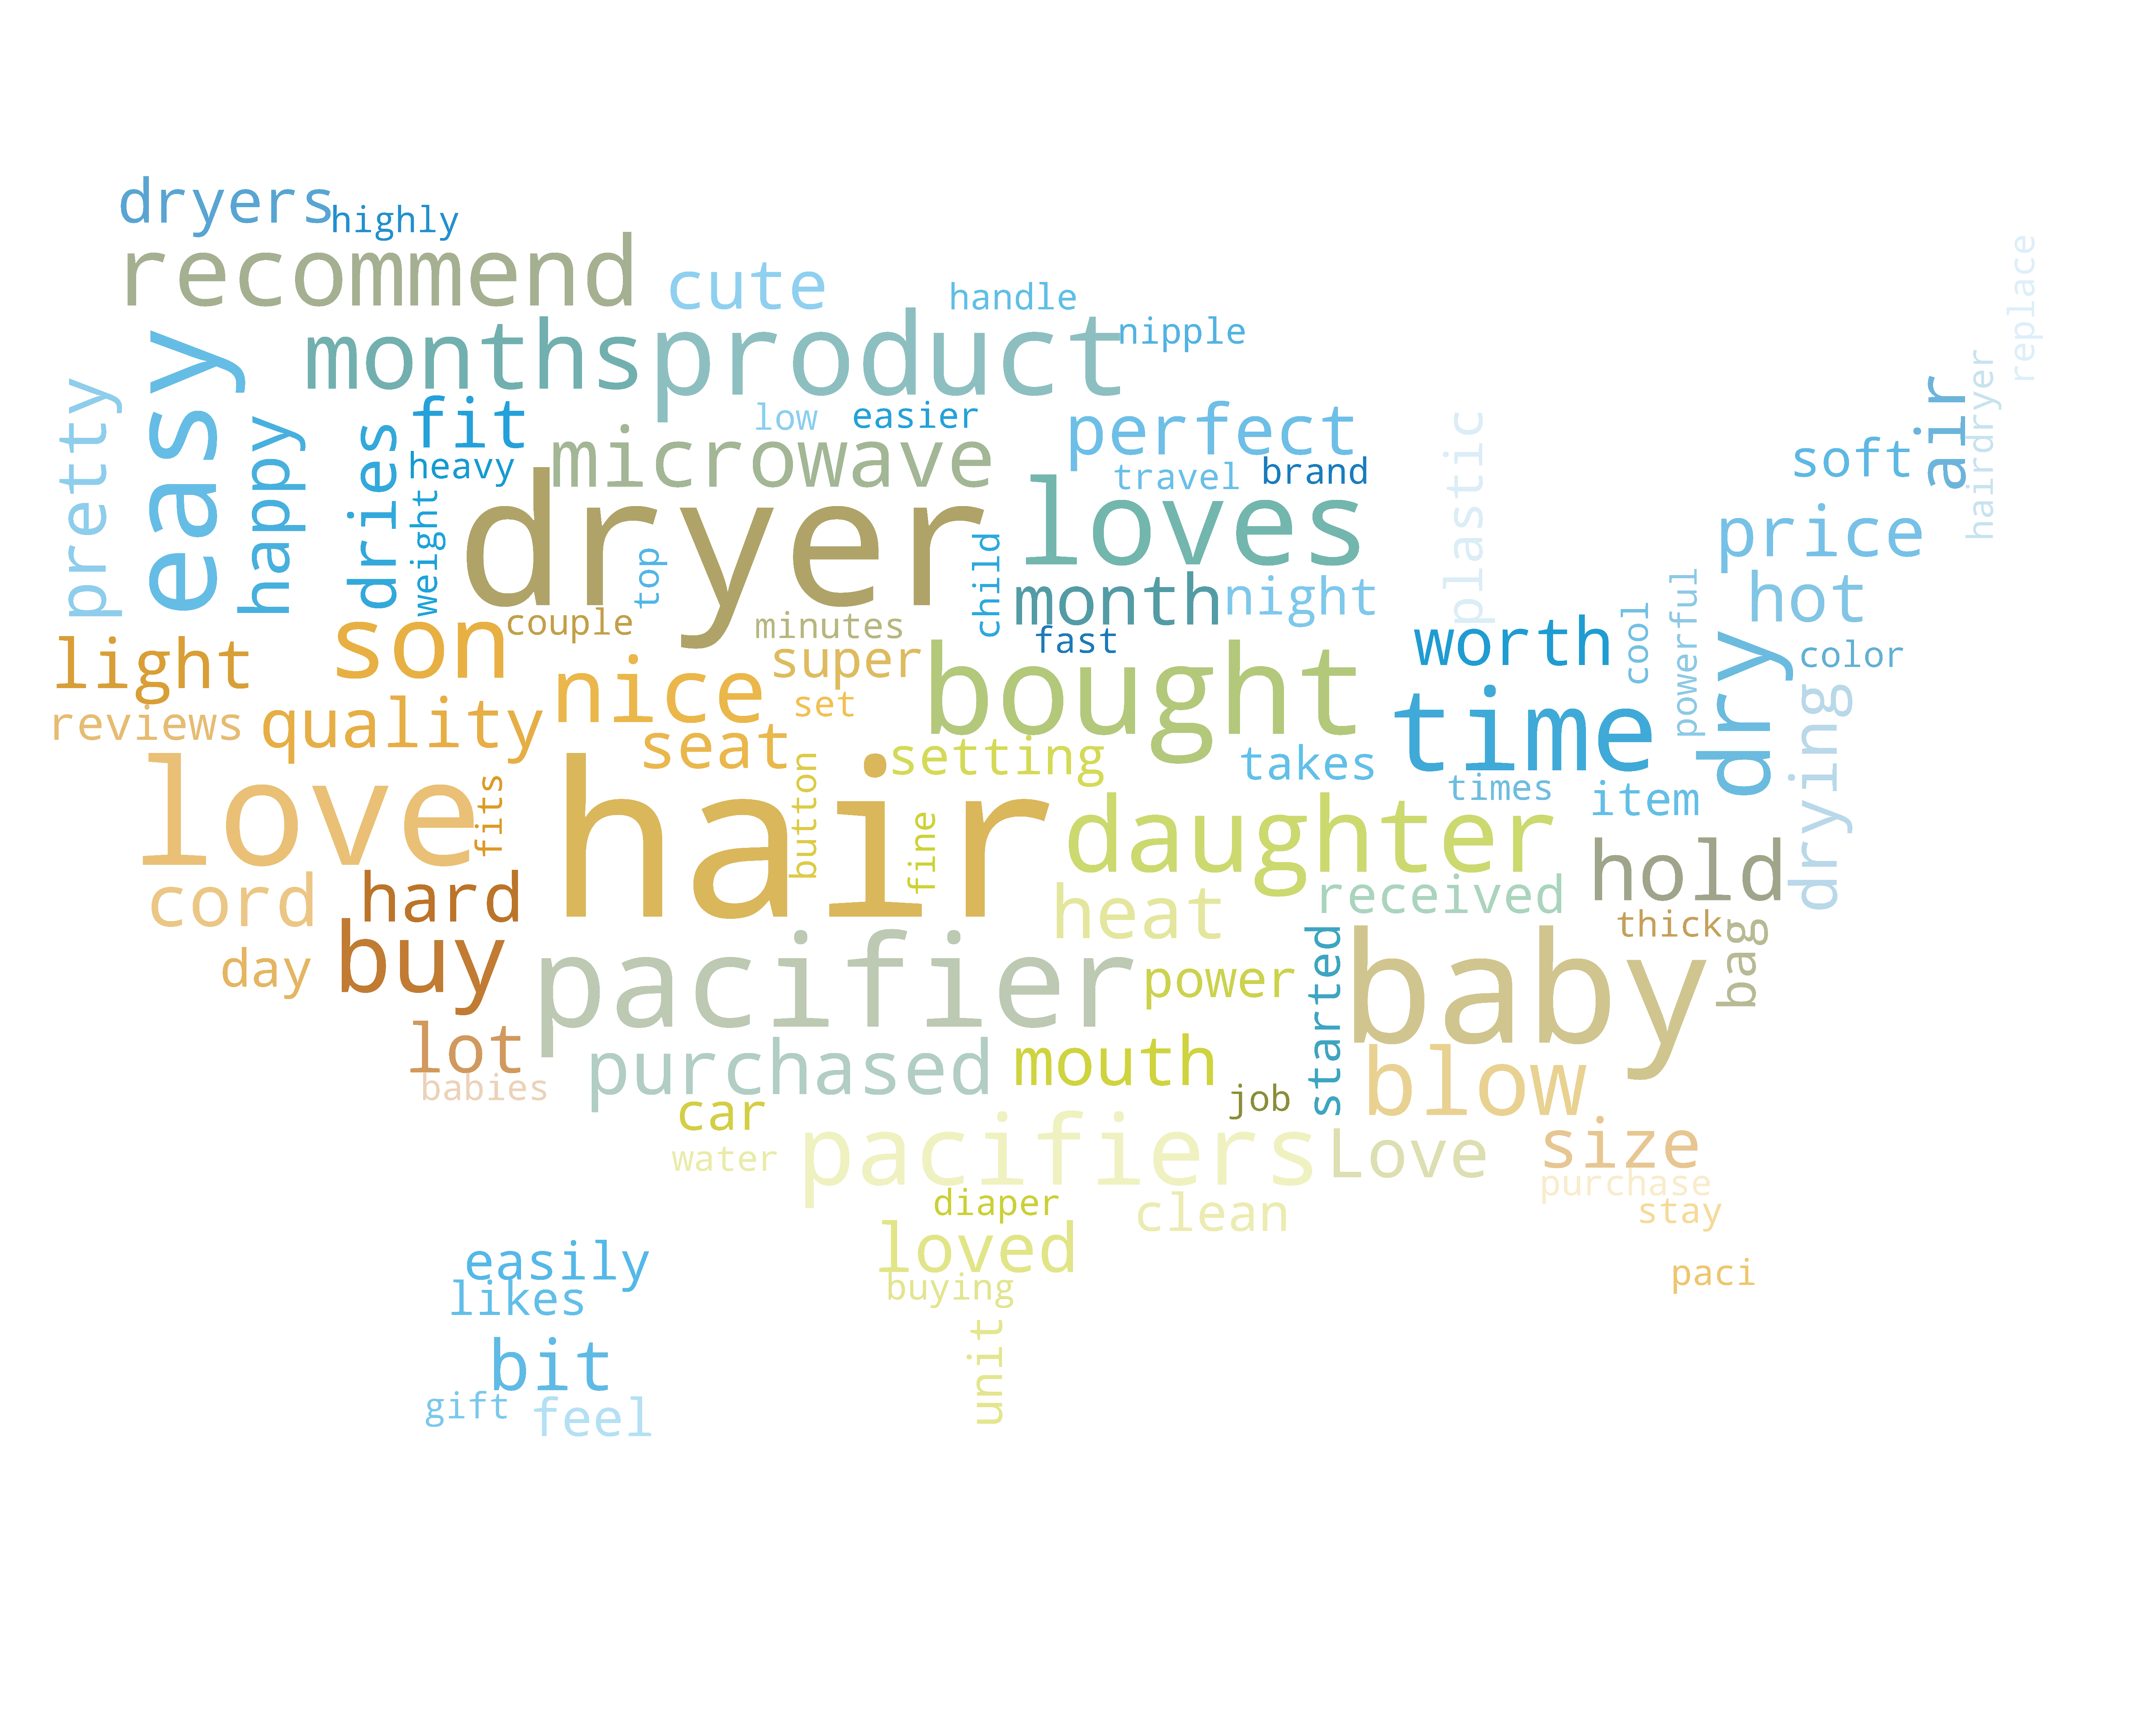 dryers
highly
recommend
cute
handle
replace
months
product
nipple
pretty
easy
happy
dries
fit
low
easier
perfect
plastic
air
hairdryer
soft
heavy
microwave
travel
brand
weight
dryer
top
child
loves
price
month
night
powerful
hot
couple
minutes
fast
son
light
super
worth
cool
dry
color
reviews
quality
nice
set
bought
time
drying
seat
setting
takes
times
item
love
fits
hair
button
fine
daughter
hold
cord
hard
heat
received
thick
bag
day
buy
pacifier
power
started
baby
lot
babies
purchased
mouth
job
blow
car
water
pacifiers
Love
size
purchase
stay
diaper
clean
easily
loved
paci
likes
buying
bit
unit
gift
feel